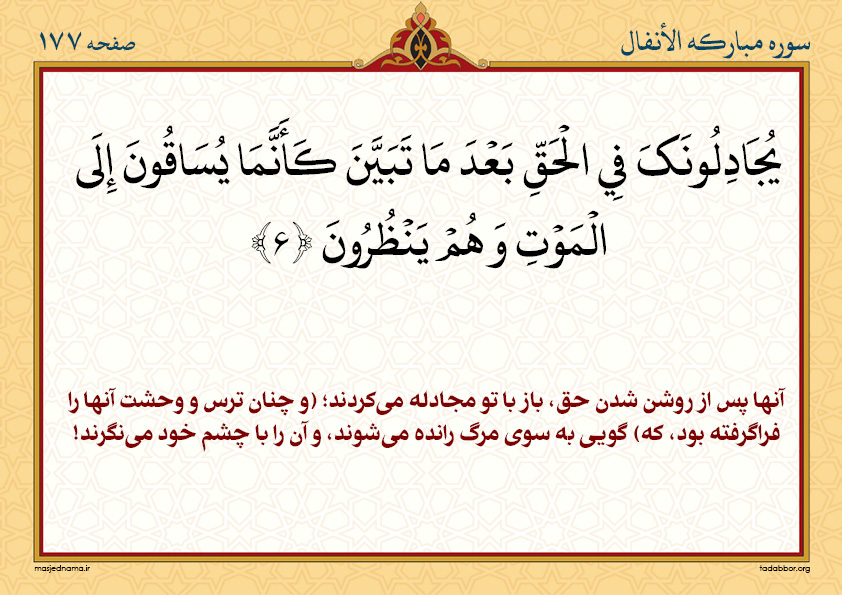 سوره مبارکه الأنفال
صفحه ۱۷۷
یُجَادِلُونَکَ فِي الْحَقِّ بَعْدَ مَا تَبَیَّنَ کَأَنَّمَا یُسَاقُونَ إِلَى
الْمَوْتِ وَ هُمْ یَنْظُرُونَ ﴿۶﴾
آنها پس از روشن شدن حق، باز با تو مجادله می‌کردند؛ (و چنان ترس و وحشت آنها را
فراگرفته بود، که) گویی به سوی مرگ رانده می‌شوند، و آن را با چشم خود می‌نگرند!
masjednama.ir
tadabbor.org